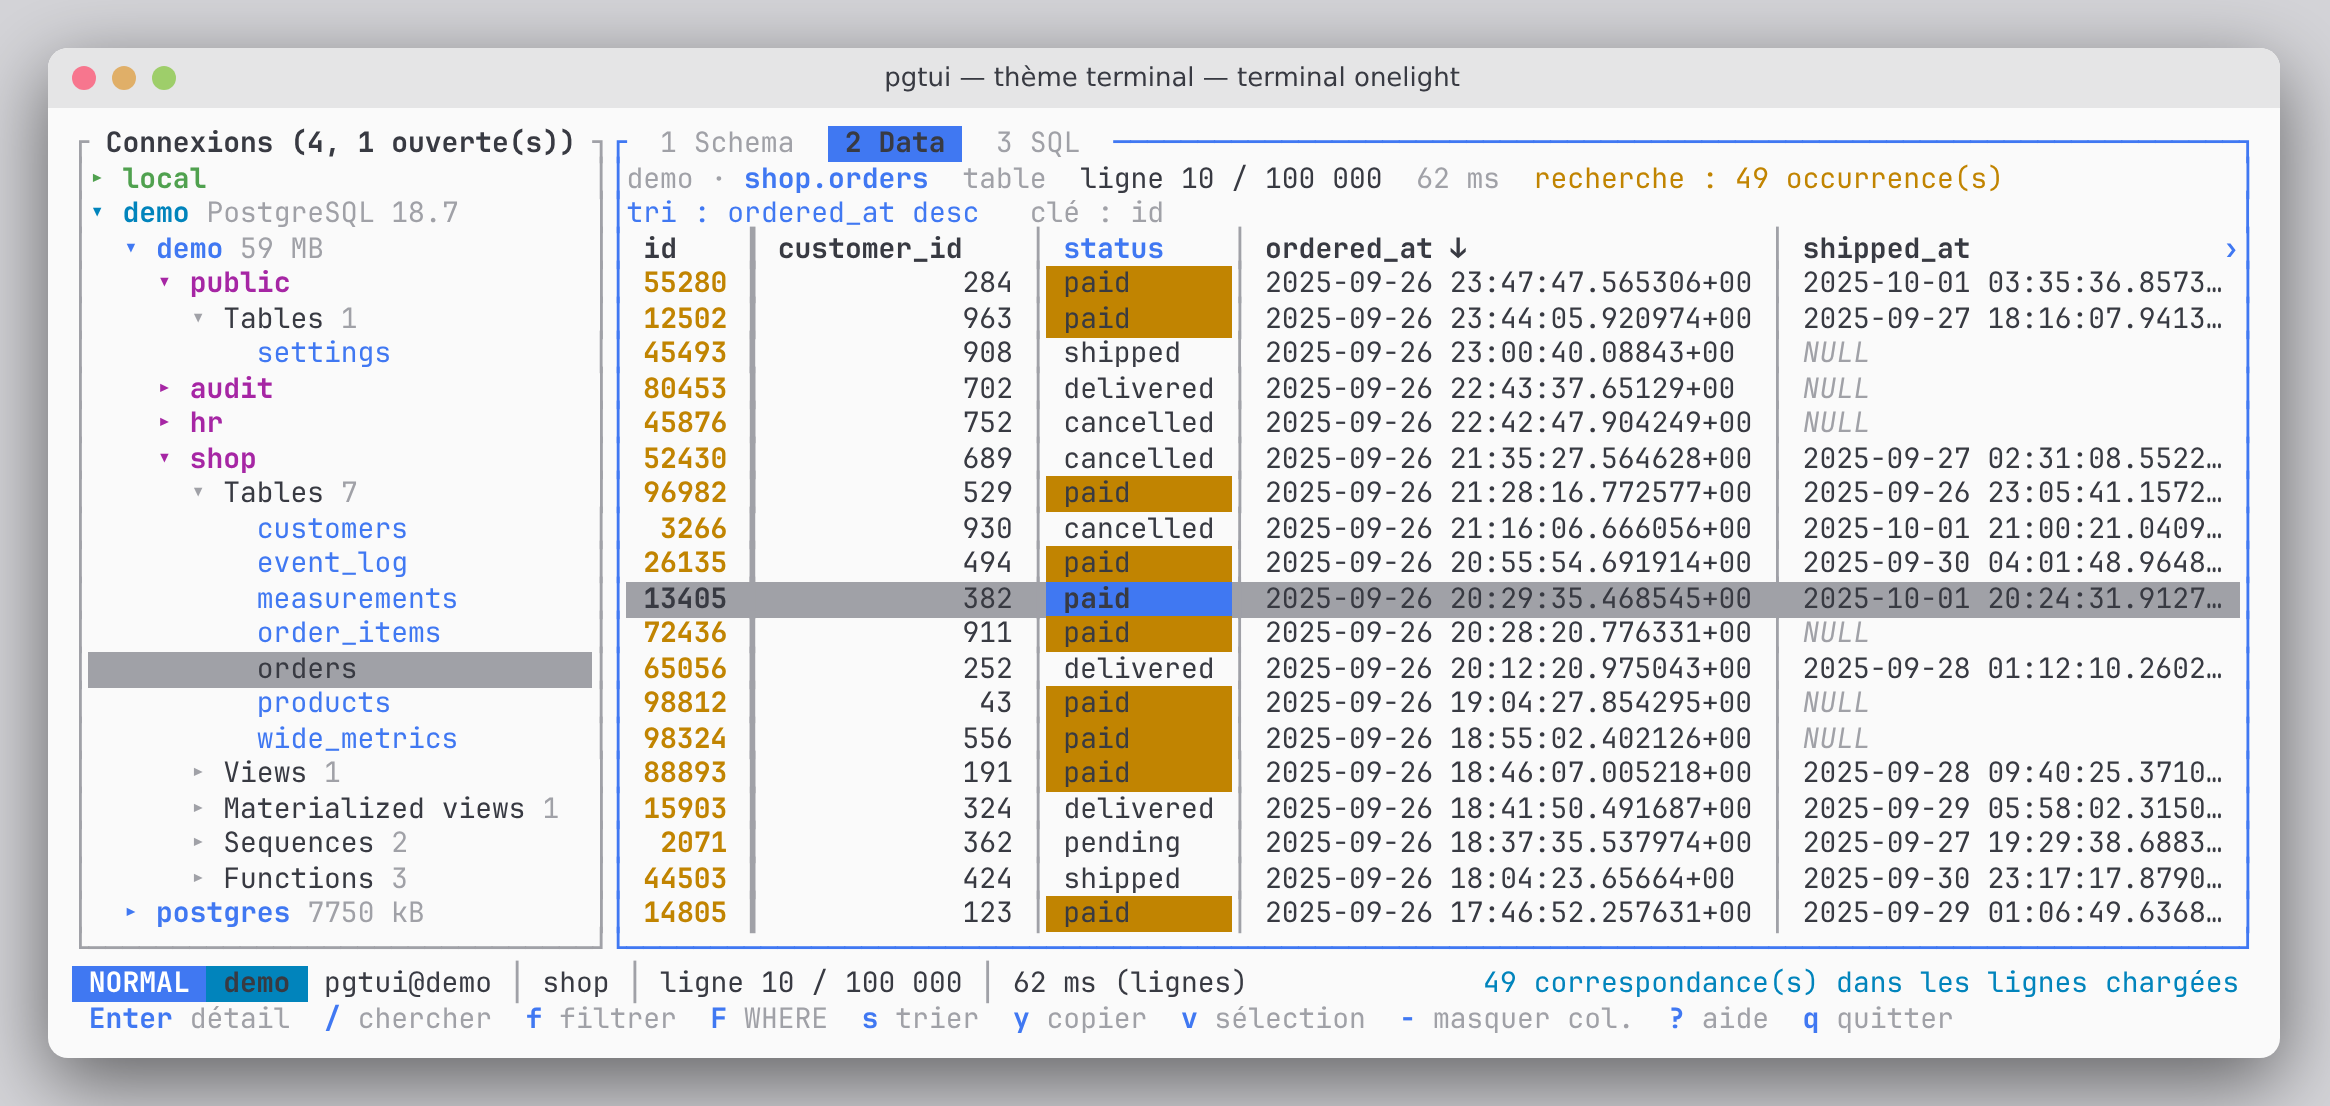 pgtui — thème terminal — terminal onelight
Connexions (4, 1 ouverte(s))
▸ local
▾ demo PostgreSQL 18.7
▾ demo 59 MB
▾ public
▾ Tables 1
settings
▸ audit
▸ hr
▾ shop
▾ Tables 7
customers
event_log
measurements
order_items
orders
products
wide_metrics
▸ Views 1
▸ Materialized views 1
▸ Sequences 2
▸ Functions 3
▸ postgres 7750 kB
1 Schema 2 Data 3 SQL
demo · shop.orders table ligne 10 / 100 000 62 ms recherche : 49 occurrence(s)
tri : ordered_at desc clé : id
id customer_id status ordered_at ↓ shipped_at ›
55280 284 paid 2025-09-26 23:47:47.565306+00 2025-10-01 03:35:36.8573…
12502 963 paid 2025-09-26 23:44:05.920974+00 2025-09-27 18:16:07.9413…
45493 908 shipped 2025-09-26 23:00:40.08843+00 NULL
80453 702 delivered 2025-09-26 22:43:37.65129+00 NULL
45876 752 cancelled 2025-09-26 22:42:47.904249+00 NULL
52430 689 cancelled 2025-09-26 21:35:27.564628+00 2025-09-27 02:31:08.5522…
96982 529 paid 2025-09-26 21:28:16.772577+00 2025-09-26 23:05:41.1572…
3266 930 cancelled 2025-09-26 21:16:06.666056+00 2025-10-01 21:00:21.0409…
26135 494 paid 2025-09-26 20:55:54.691914+00 2025-09-30 04:01:48.9648…
13405 382 paid 2025-09-26 20:29:35.468545+00 2025-10-01 20:24:31.9127…
72436 911 paid 2025-09-26 20:28:20.776331+00 NULL
65056 252 delivered 2025-09-26 20:12:20.975043+00 2025-09-28 01:12:10.2602…
98812 43 paid 2025-09-26 19:04:27.854295+00 NULL
98324 556 paid 2025-09-26 18:55:02.402126+00 NULL
88893 191 paid 2025-09-26 18:46:07.005218+00 2025-09-28 09:40:25.3710…
15903 324 delivered 2025-09-26 18:41:50.491687+00 2025-09-29 05:58:02.3150…
2071 362 pending 2025-09-26 18:37:35.537974+00 2025-09-27 19:29:38.6883…
44503 424 shipped 2025-09-26 18:04:23.65664+00 2025-09-30 23:17:17.8790…
14805 123 paid 2025-09-26 17:46:52.257631+00 2025-09-29 01:06:49.6368…
NORMAL demo pgtui@demo │ shop │ ligne 10 / 100 000 │ 62 ms (lignes) 49 correspondance(s) dans les lignes chargées
Enter détail / chercher f filtrer F WHERE s trier y copier v sélection - masquer col. ? aide q quitter